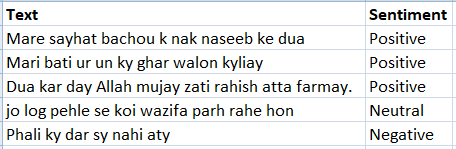 Text Sentiment
Mare sayhat bachou k nak naseeb ke dua Positive
Mari bati ur un ky ghar walon kyliay Positive
Dua kar day Allah mujay zati rahish atta farmay. Positive
jo log pehle se koi wazifa parh rahe hon Neutral
Phali ky dar sy nahi aty Negative